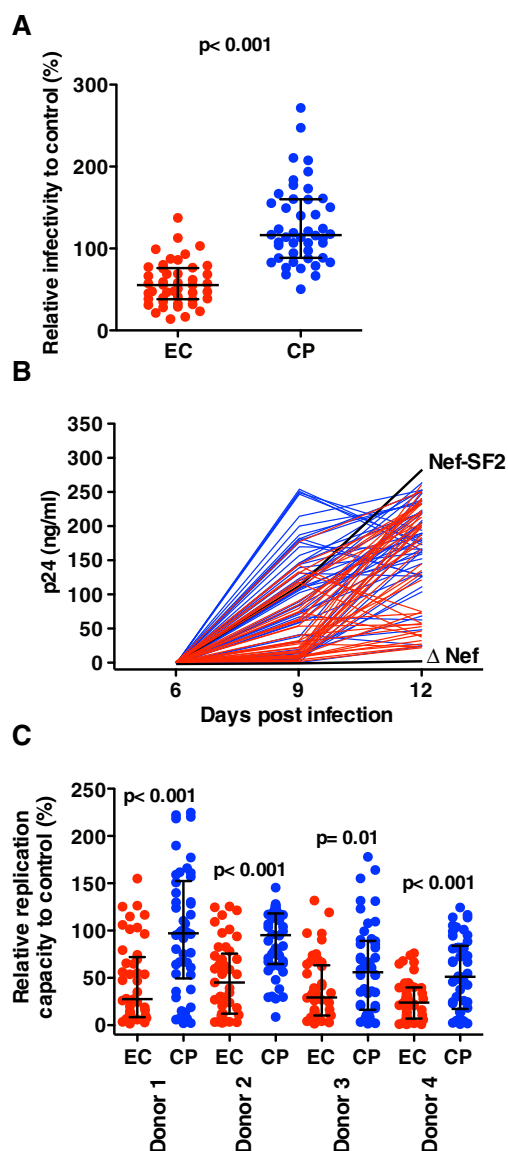 A
p< 0.001
Relative infectivity to control (%)
300
200
100
0
EC CP
B
p24 (ng/ml)
350
300
250
200
150
100
50
0
Nef-SF2
Δ Nef
6 9 12
Days post infection
C
Relative replication
capacity to control (%)
250
200
150
100
50
0
p< 0.001
p< 0.001
p= 0.01
p< 0.001
EC CP EC CP EC CP EC CP
Donor 1
Donor 2
Donor 3
Donor 4